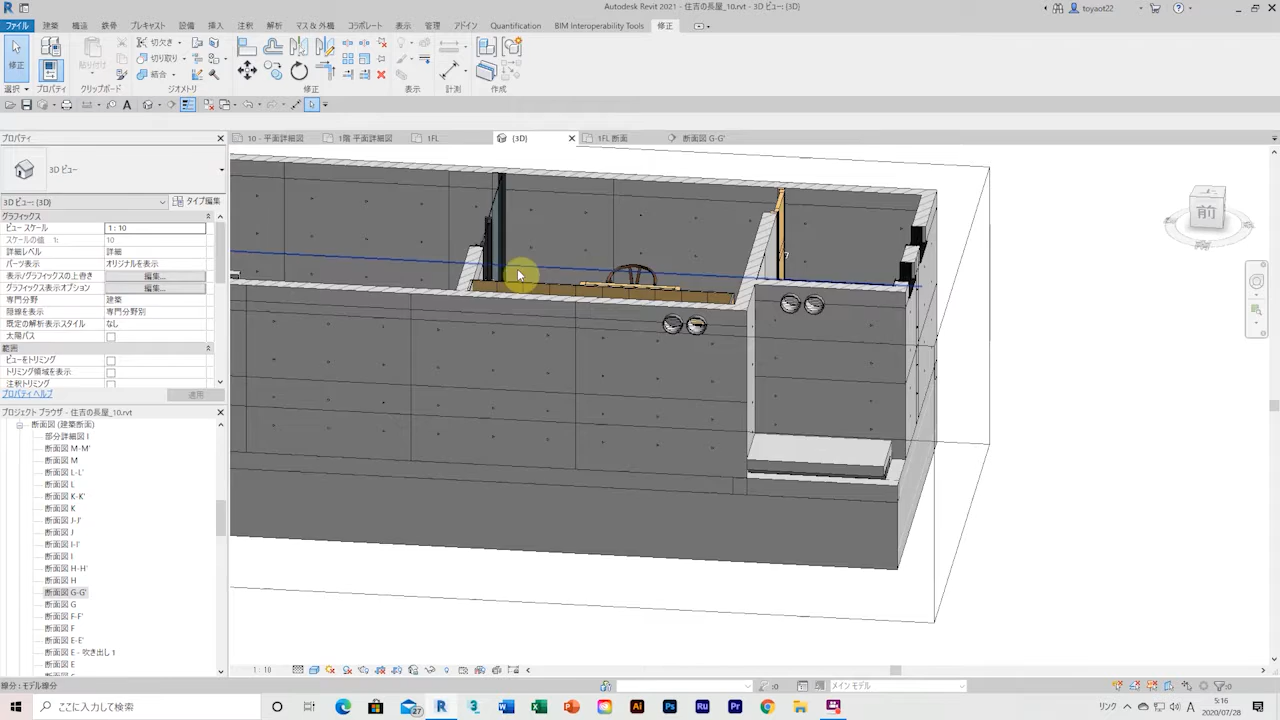 Autodesk Revit 2021 - 住吉の長屋_10.rvt - 3D ビュー: {3D}
toyaot22
ファイル 建築 構造 鉄骨 プレキャスト 設備 挿入 注釈 解析 マス & 外構 コラボレート 表示 管理 アドイン Quantification BIM Interoperability Tools 修正
修正 貼り付け 切欠き 切り取り 結合
選択 プロパティ クリップボード ジオメトリ 修正 表示 計測 作成
プロパティ
10 - 平面詳細図 1階 平面詳細図 1FL {3D} 1FL 断面 断面図 G-G'
3D ビュー
3D ビュー: {3D} タイプ編集
グラフィックス
ビュー スケール 1 : 10
スケールの値 1: 10
詳細レベル 詳細
パーツ表示 オリジナルを表示
表示/グラフィックスの上書き 編集...
グラフィックス表示オプション 編集...
専門分野 建築
隠線を表示 専門分野別
既定の解析表示スタイル なし
太陽パス
範囲
ビューをトリミング
トリミング領域を表示
注釈トリミング
プロパティ ヘルプ 適用
前
プロジェクト ブラウザ - 住吉の長屋_10.rvt
断面図 (建築断面)
部分詳細図 I
断面図 M-M'
断面図 M
断面図 L-L'
断面図 L
断面図 K-K'
断面図 K
断面図 J-J'
断面図 J
断面図 I-I'
断面図 I
断面図 H-H'
断面図 H
断面図 G-G'
断面図 G
断面図 F-F'
断面図 F
断面図 E-E'
断面図 E - 吹き出し 1
断面図 E
1 : 10
線分 : モデル線分
:0 メイン モデル :0
ここに入力して検索
27
リンク
5:16
2020/07/28